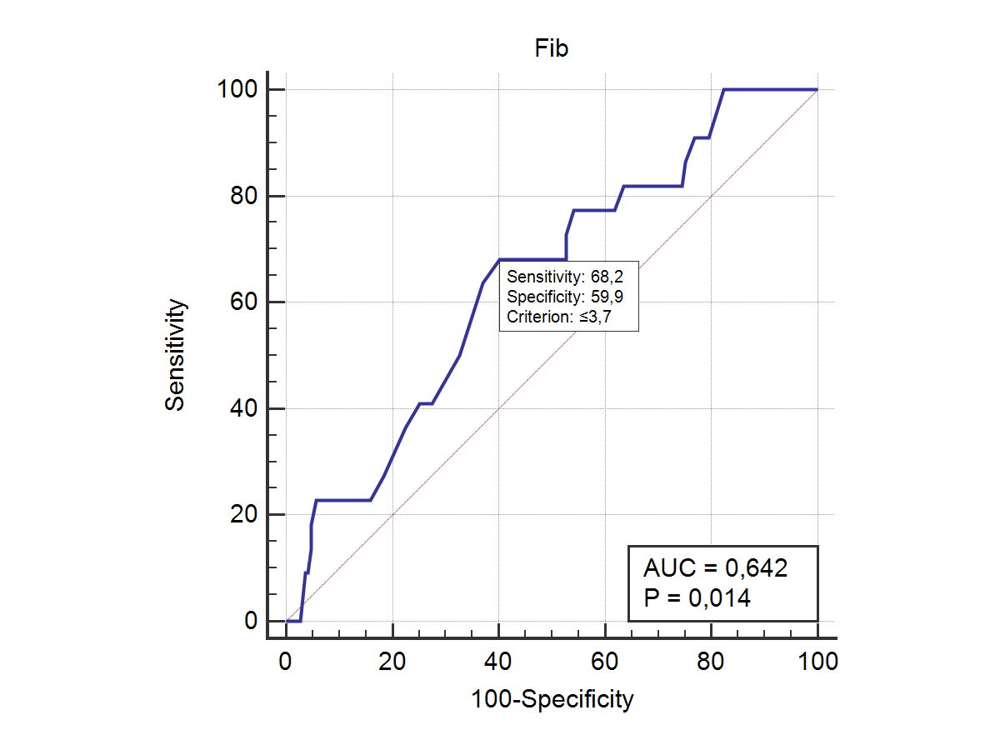 Fib
100
80
60
40
20
0
Sensitivity
Sensitivity: 68,2
Specificity: 59,9
Criterion: ≤3,7
AUC = 0,642
P = 0,014
0 20 40 60 80 100
100-Specificity